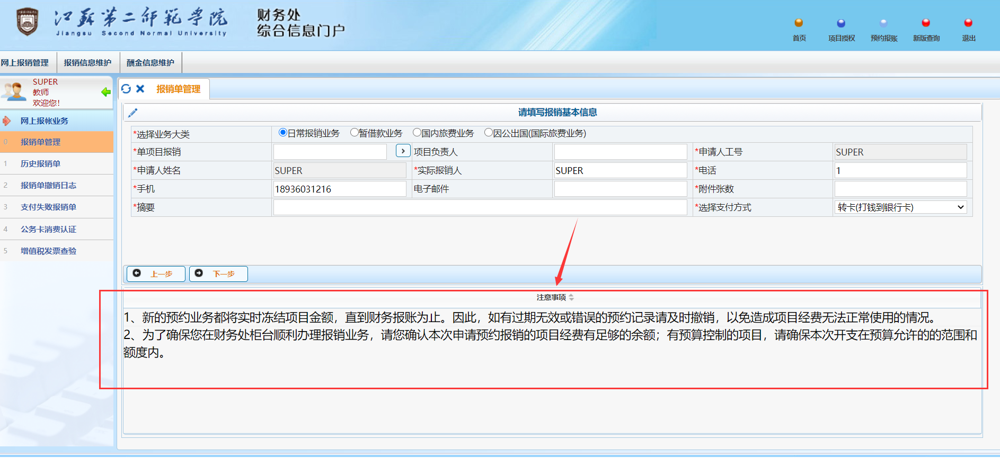 江蘇第二師範學院
Jiangsu Second Normal University
财务处
综合信息门户
首页 项目授权 预约报账 新版查询 退出
网上报销管理 报销信息维护 酬金信息维护
SUPER
教师
欢迎您!
报销单管理
网上报帐业务
0 报销单管理
1 历史报销单
2 报销单撤销日志
3 支付失败报销单
4 公务卡消费认证
5 增值税发票查验
请填写报销基本信息
*选择业务大类 日常报销业务 暂借款业务 国内旅费业务 因公出国(国际旅费业务)
*单项目报销 项目负责人 *申请人工号 SUPER
*申请人姓名 SUPER *实际报销人 SUPER *电话 1
*手机 18936031216 电子邮件 *附件张数
*摘要 *选择支付方式 转卡(打钱到银行卡)
上一步 下一步
注意事项
1、新的预约业务都将实时冻结项目金额，直到财务报账为止。因此，如有过期无效或错误的预约记录请及时撤销，以免造成项目经费无法正常使用的情况。
2、为了确保您在财务处柜台顺利办理报销业务，请您确认本次申请预约报销的项目经费有足够的余额；有预算控制的项目，请确保本次开支在预算允许的的范围和
额度内。